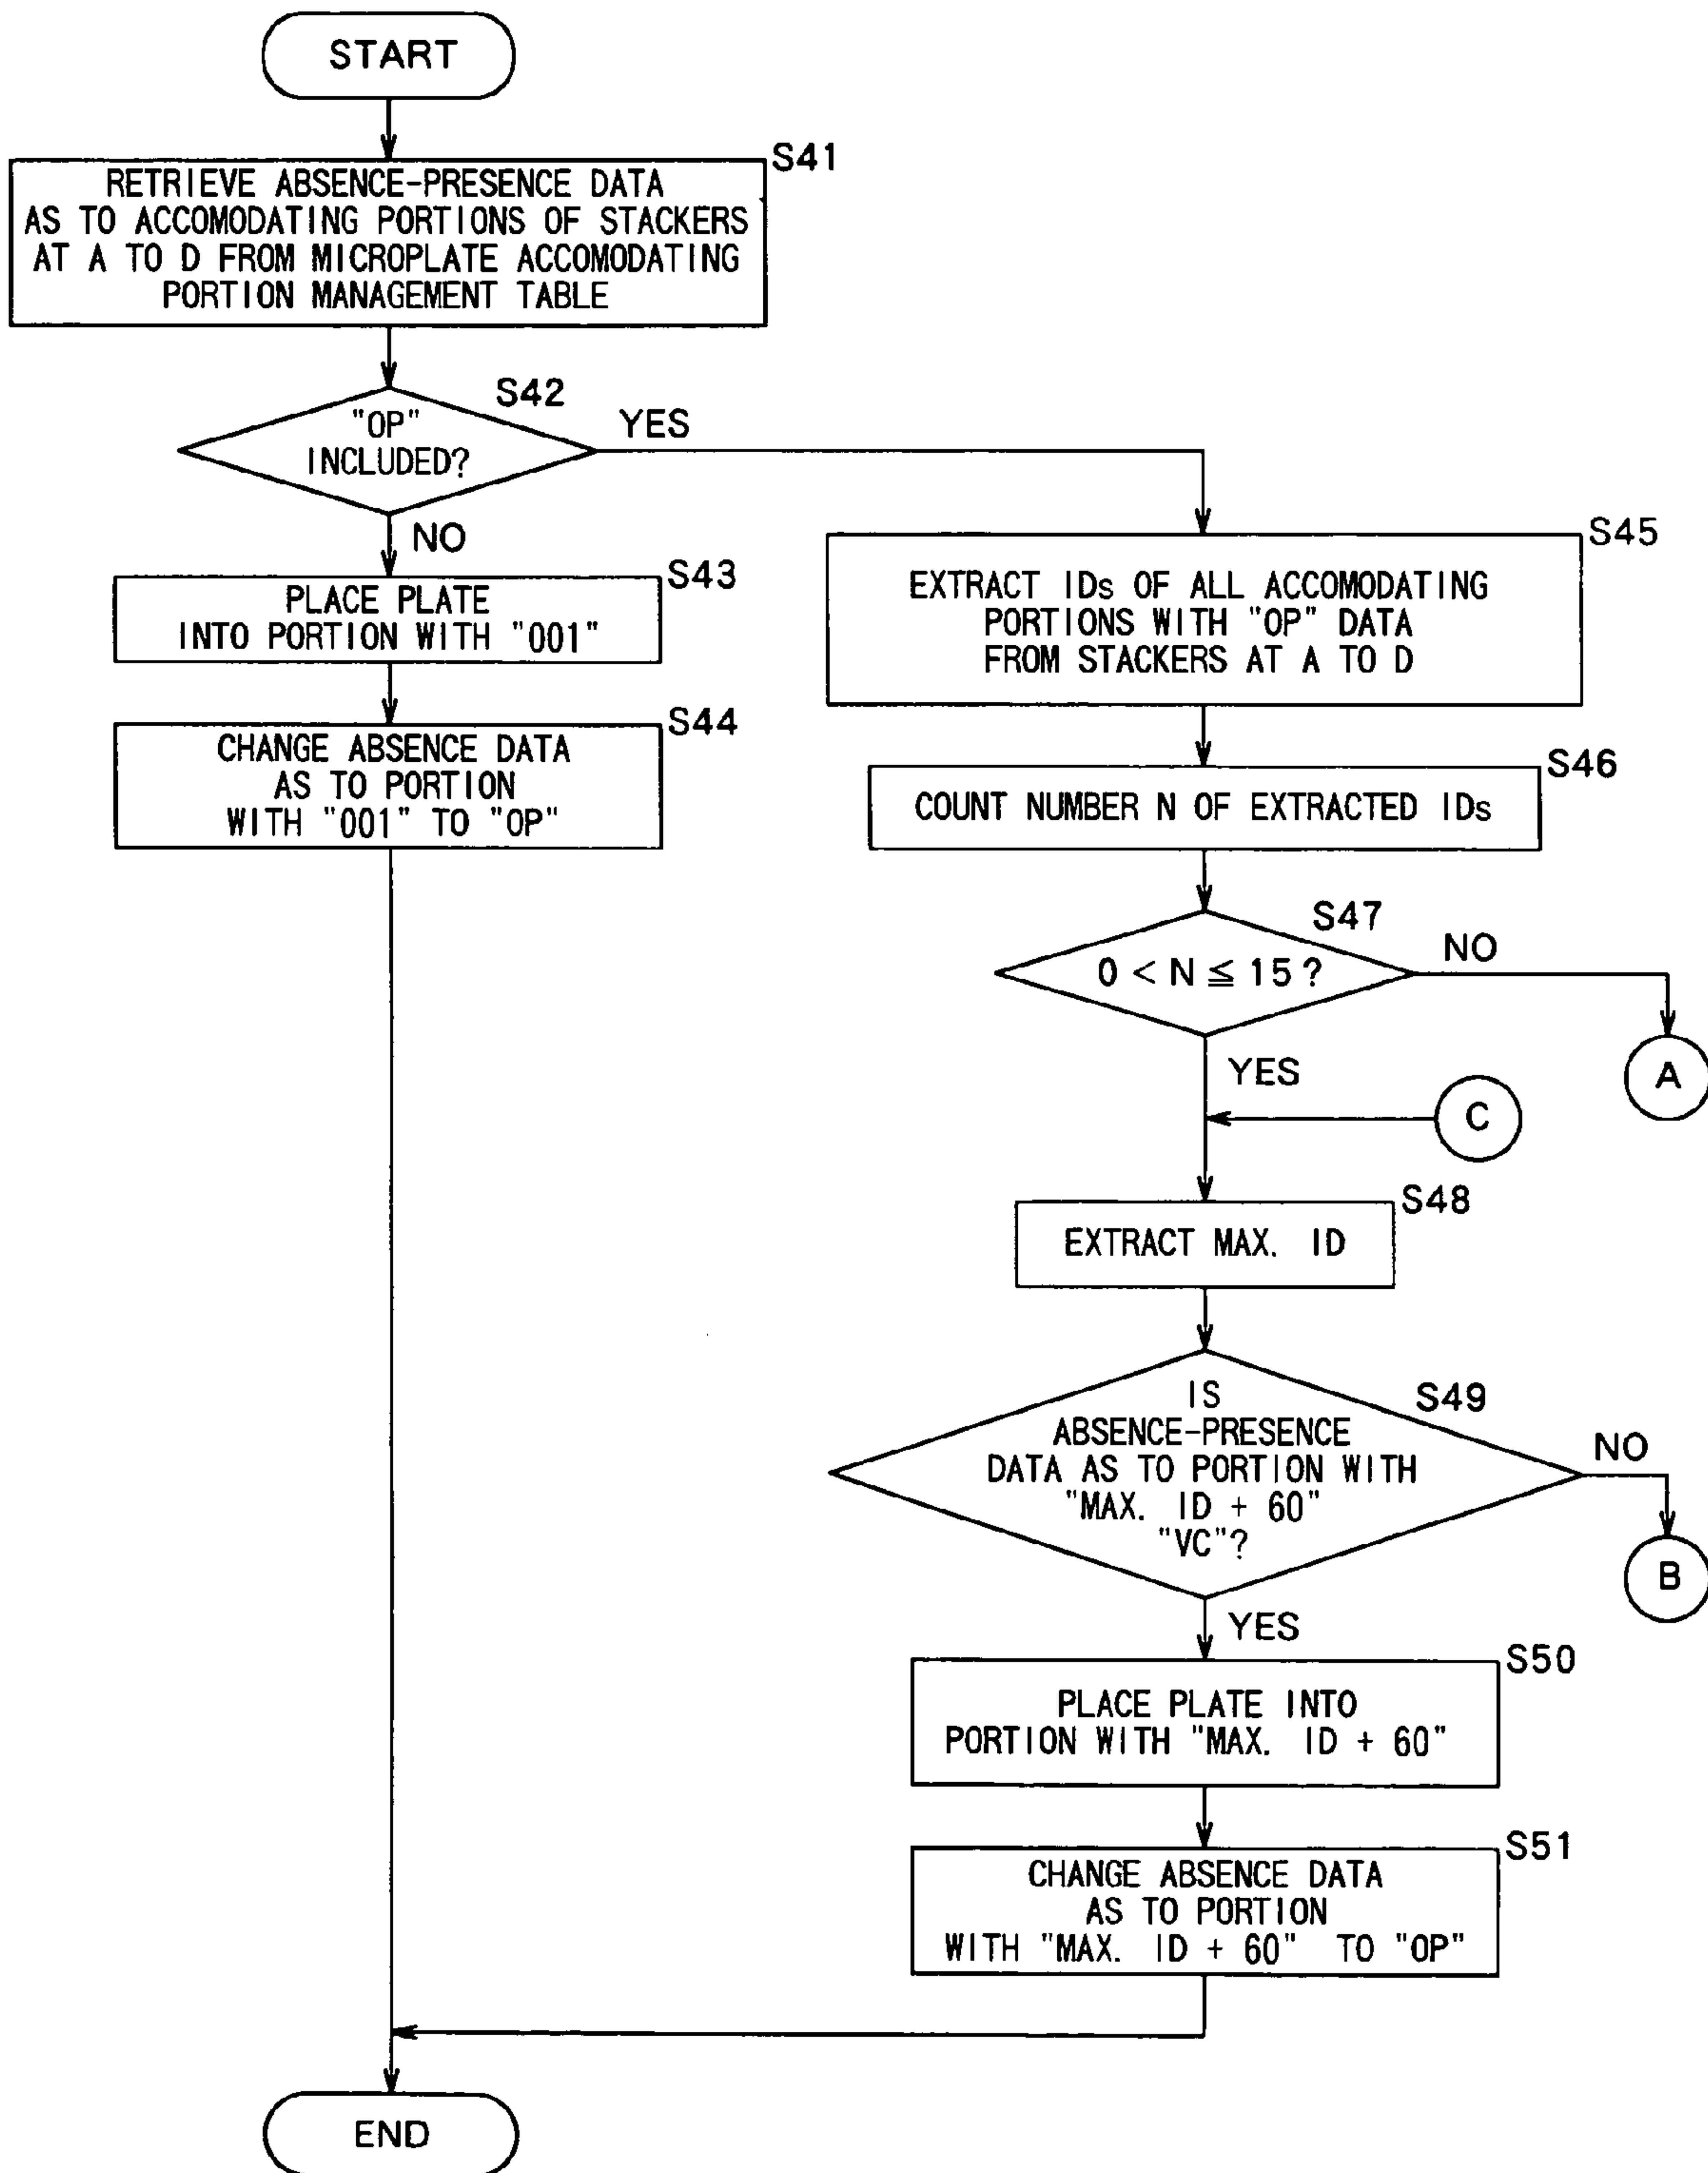 START
S41
RETRIEVE ABSENCE-PRESENCE DATA
AS TO ACCOMODATING PORTIONS OF STACKERS
AT A TO D FROM MICROPLATE ACCOMODATING
PORTION MANAGEMENT TABLE
S42
"OP"
INCLUDED?
YES
NO
S43
PLACE PLATE
INTO PORTION WITH "001"
S44
CHANGE ABSENCE DATA
AS TO PORTION
WITH "001" TO "OP"
S45
EXTRACT IDs OF ALL ACCOMODATING
PORTIONS WITH "OP" DATA
FROM STACKERS AT A TO D
S46
COUNT NUMBER N OF EXTRACTED IDs
S47
0 < N ≦ 15 ?
NO
A
YES
C
S48
EXTRACT MAX. ID
S49
IS
ABSENCE-PRESENCE
DATA AS TO PORTION WITH
"MAX. ID + 60"
"VC"?
NO
B
YES
S50
PLACE PLATE INTO
PORTION WITH "MAX. ID + 60"
S51
CHANGE ABSENCE DATA
AS TO PORTION
WITH "MAX. ID + 60" TO "OP"
END